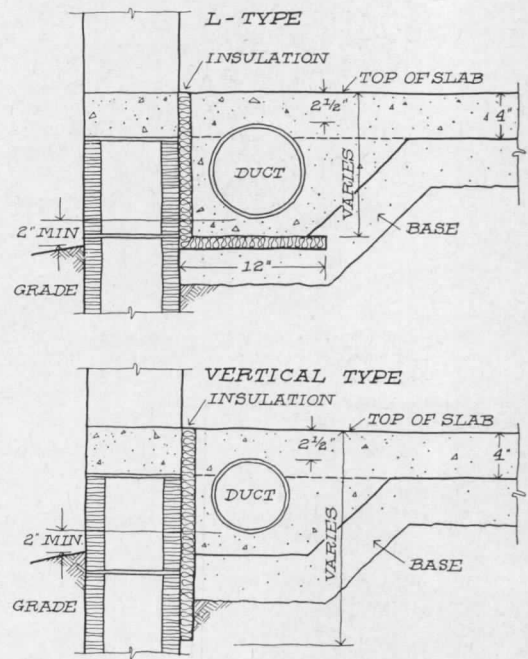 L-TYPE
INSULATION
TOP OF SLAB
2½"
4"
DUCT
VARIES
2" MIN
BASE
12"
GRADE
VERTICAL TYPE
INSULATION
TOP OF SLAB
2½"
4"
DUCT
2" MIN.
VARIES
BASE
GRADE